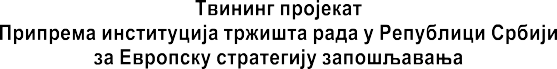 Твининг пројекат
Припрема институција тржишта рада у Републици Србији
за Европску стратегију запошљавања